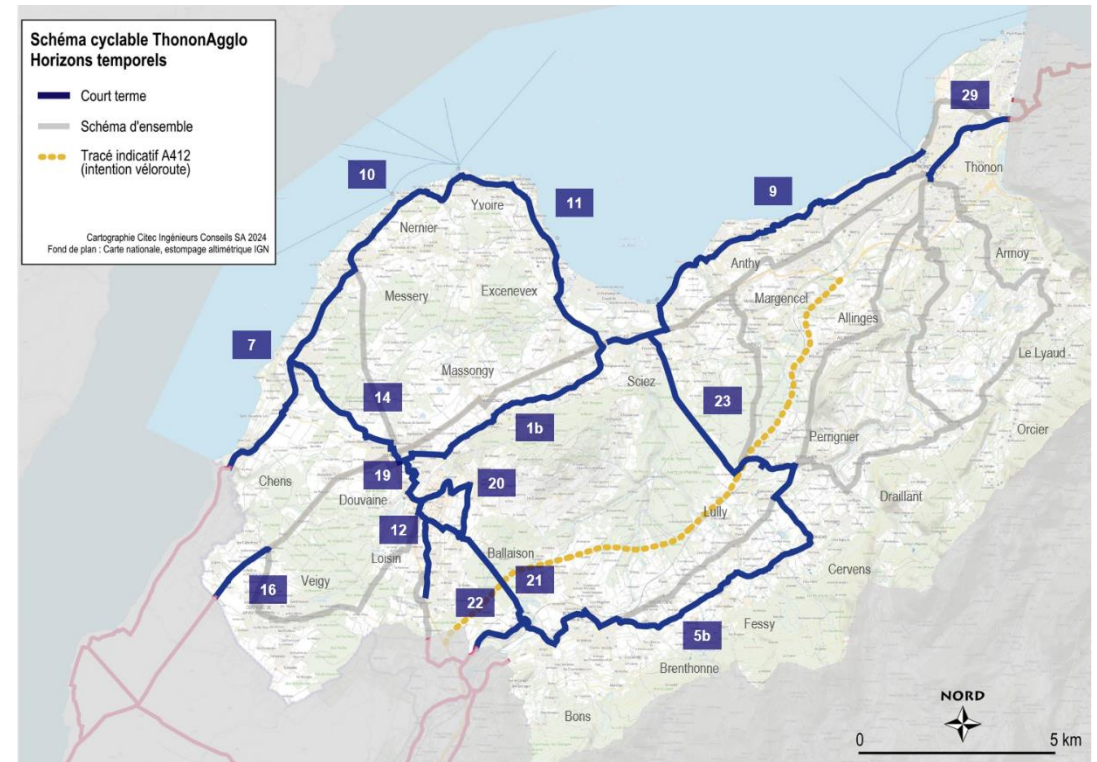 Schéma cyclable ThononAgglo
Horizons temporels
Court terme
Schéma d'ensemble
Tracé indicatif A412
(intention véloroute)
Cartographie Citec Ingénieurs Conseils SA 2024
Fond de plan : Carte nationale, estompage altimétrique IGN
29
Thonon
10
9
Yvoire
11
Nernier
Armoy
Anthy
Messery
Excenevex
Margencel
Allinges
7
Le Lyaud
Massongy
Sciez
14
23
1b
Orcier
Perrignier
19
Chens
20
Douvaine
Draillant
12
Lully
Loisin
Ballaison
Cervens
16
Veigy
21
22
Fessy
5b
Brenthonne
Bons
NORD
0
5 km